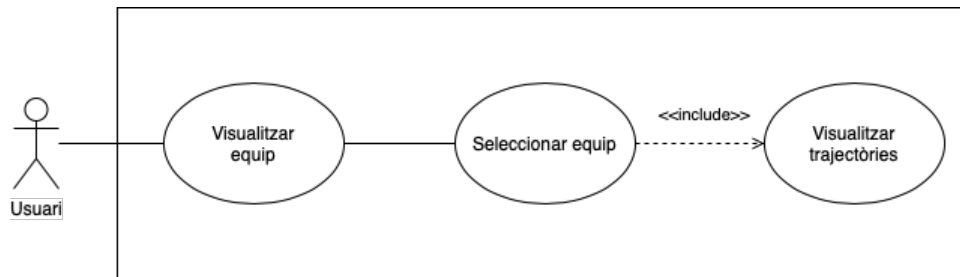 Usuari
Visualitzar
equip
Seleccionar equip
<<include>>
Visualitzar
trajectòries